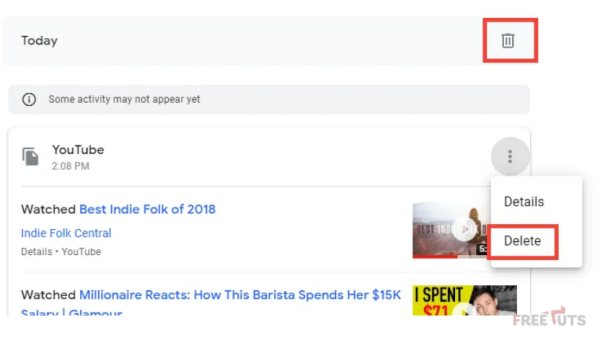 Today
Some activity may not appear yet
YouTube
2:08 PM
Details
Delete
Watched Best Indie Folk of 2018
Indie Folk Central
Details • YouTube
BEST INDIE
Watched Millionaire Reacts: How This Barista Spends Her $15K
Salary | Glamour
I SPENT
$71
FREETUTS